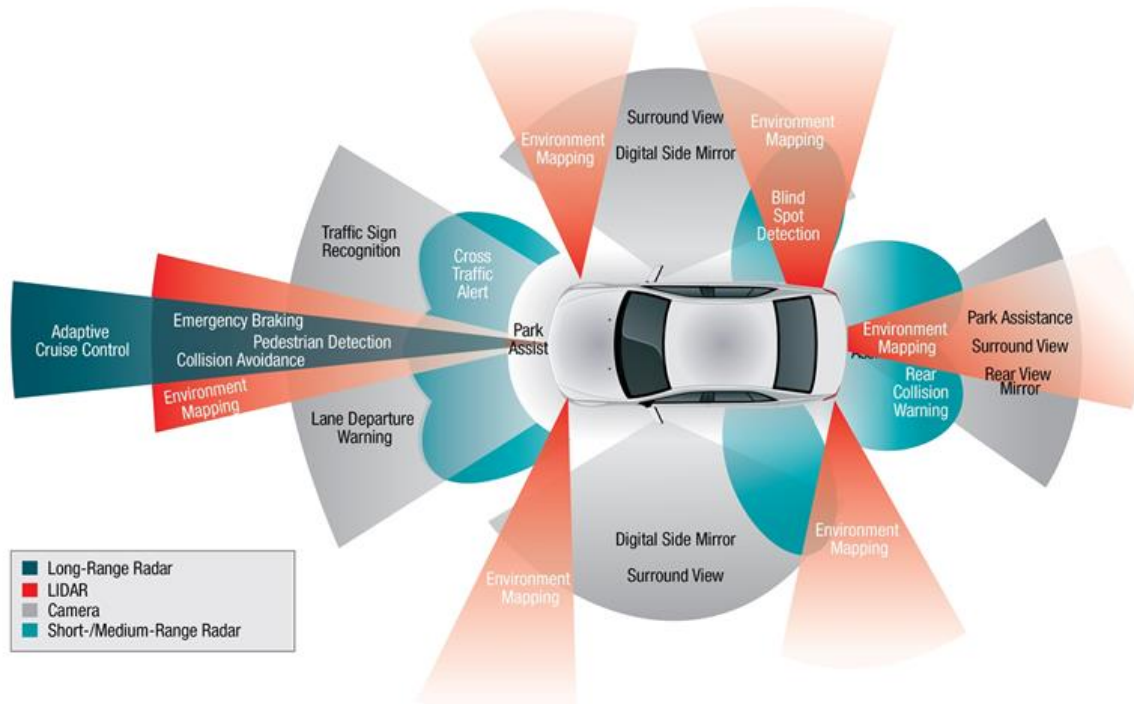 Environment
Mapping
Surround View
Digital Side Mirror
Environment
Mapping
Blind
Spot
Detection
Traffic Sign
Recognition
Cross
Traffic
Alert
Adaptive
Cruise Control
Emergency Braking
Pedestrian Detection
Collision Avoidance
Environment
Mapping
Lane Departure
Warning
Park
Assist
Environment
Mapping
Rear
Collision
Warning
Park Assistance
Surround View
Rear View
Mirror
Environment
Mapping
Digital Side Mirror
Surround View
Environment
Mapping
Long-Range Radar
LIDAR
Camera
Short-/Medium-Range Radar